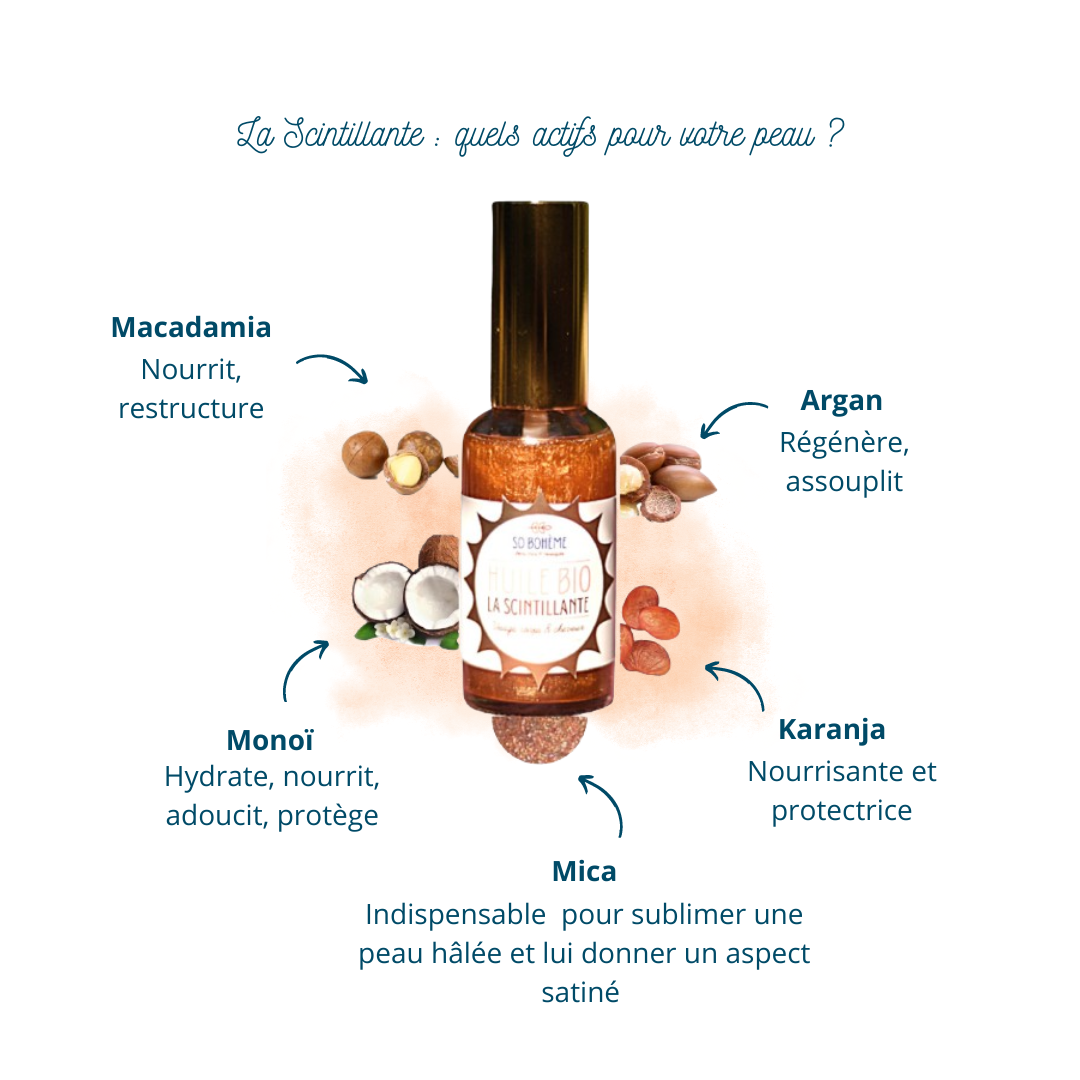 La Scintillante : quels actifs pour votre peau ?
Macadamia
Nourrit,
restructure
Argan
Régénère,
assouplit
SO BOHÈME
HUILE BIO
LA SCINTILLANTE
Monoï
Hydrate, nourrit,
adoucit, protège
Karanja
Nourrisante et
protectrice
Mica
Indispensable  pour sublimer une
peau hâlée et lui donner un aspect
satiné